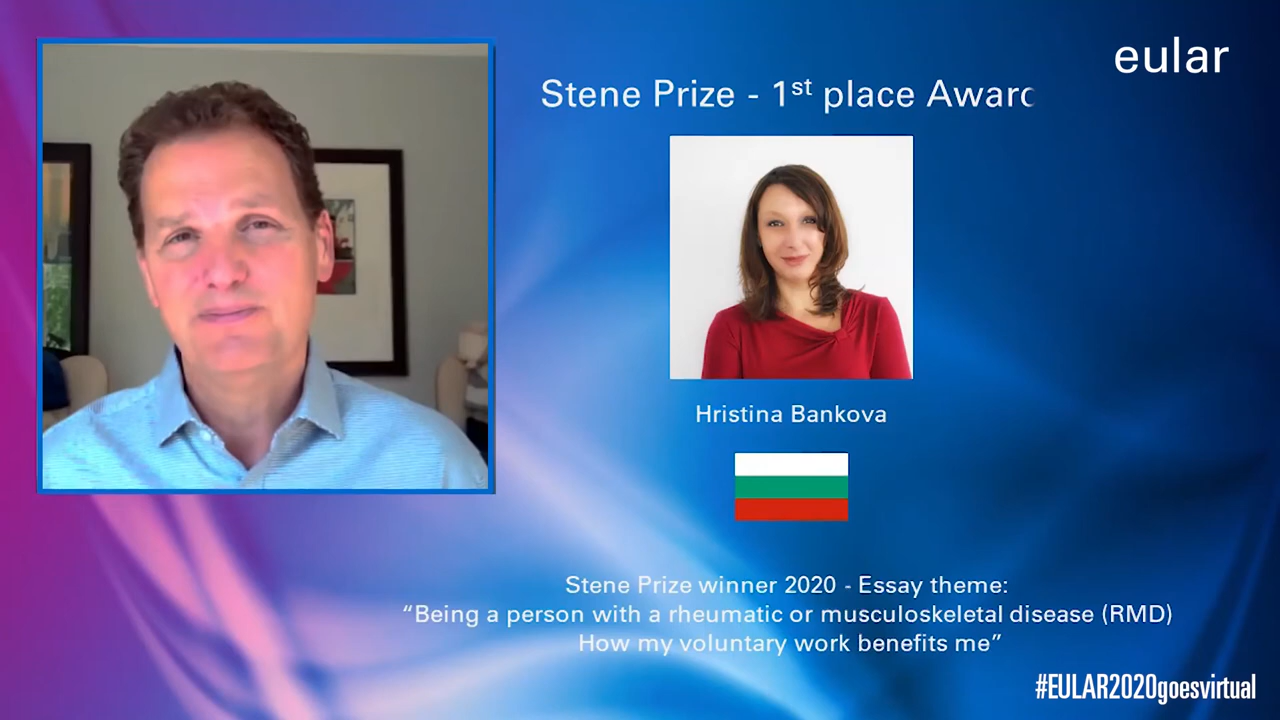 eular
Stene Prize - 1st place Awarc
Hristina Bankova
Stene Prize winner 2020 - Essay theme:
“Being a person with a rheumatic or musculoskeletal disease (RMD)
How my voluntary work benefits me”
#EULAR2020goesvirtual